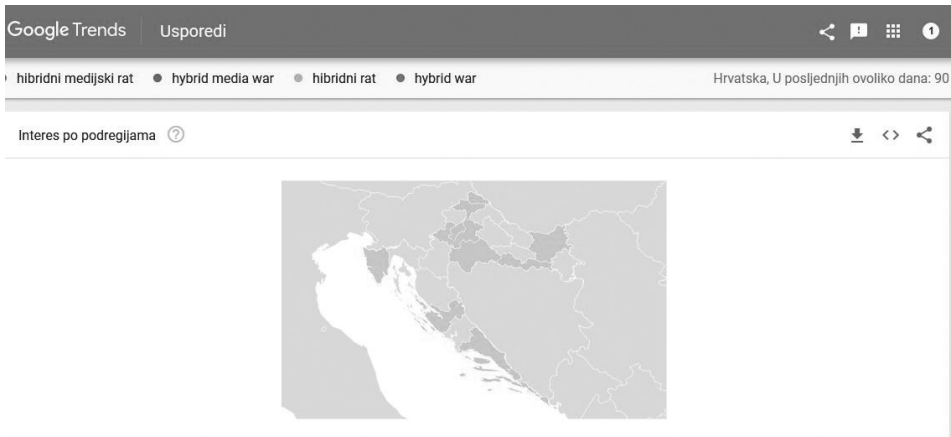 Google Trends Usporedi
hibridni medijski rat hybrid media war hibridni rat hybrid war Hrvatska, U posljednjih ovoliko dana: 90
Interes po podregijama ?